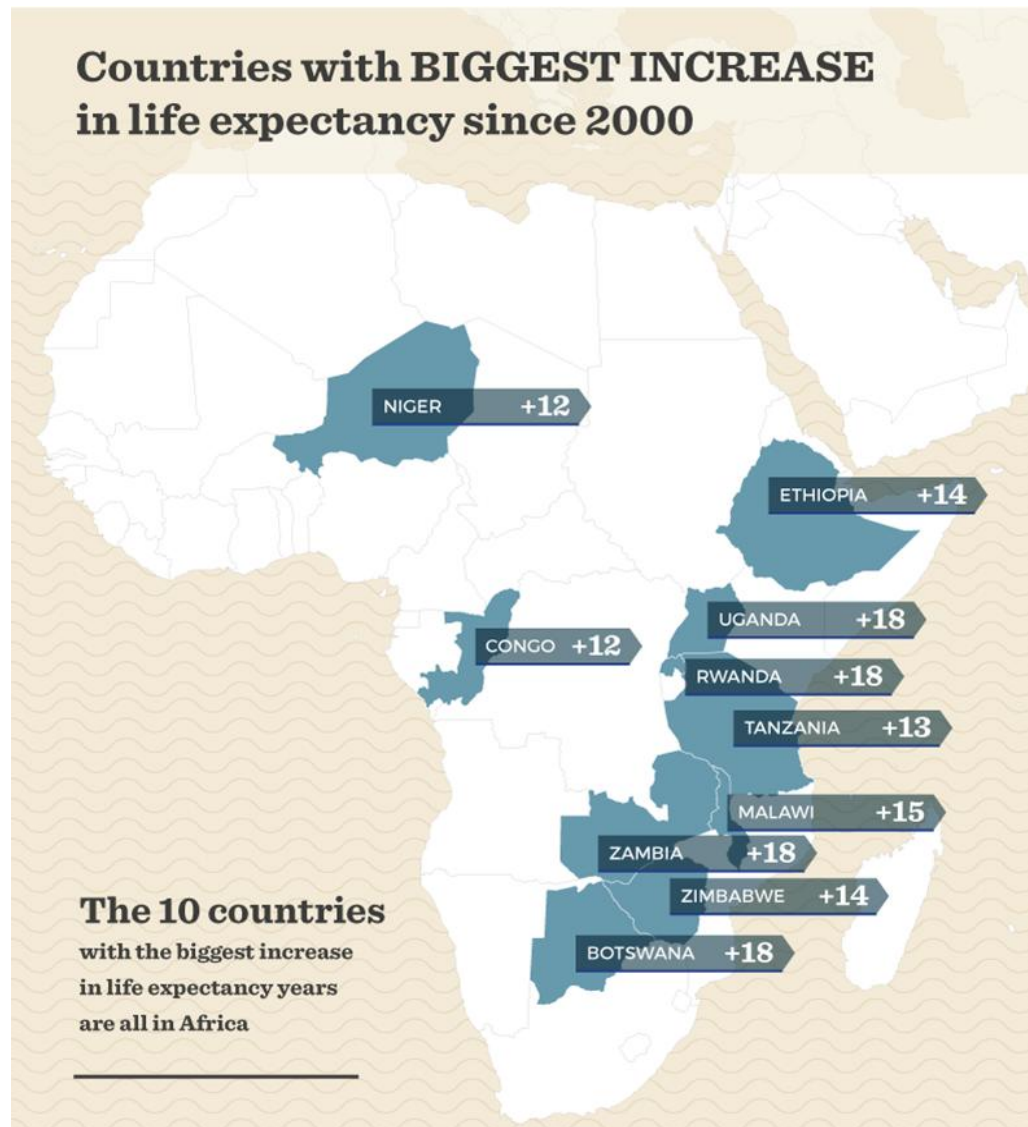 Countries with BIGGEST INCREASE
in life expectancy since 2000
NIGER +12
ETHIOPIA +14
UGANDA +18
CONGO +12
RWANDA +18
TANZANIA +13
MALAWI +15
ZAMBIA +18
ZIMBABWE +14
BOTSWANA +18
The 10 countries
with the biggest increase
in life expectancy years
are all in Africa